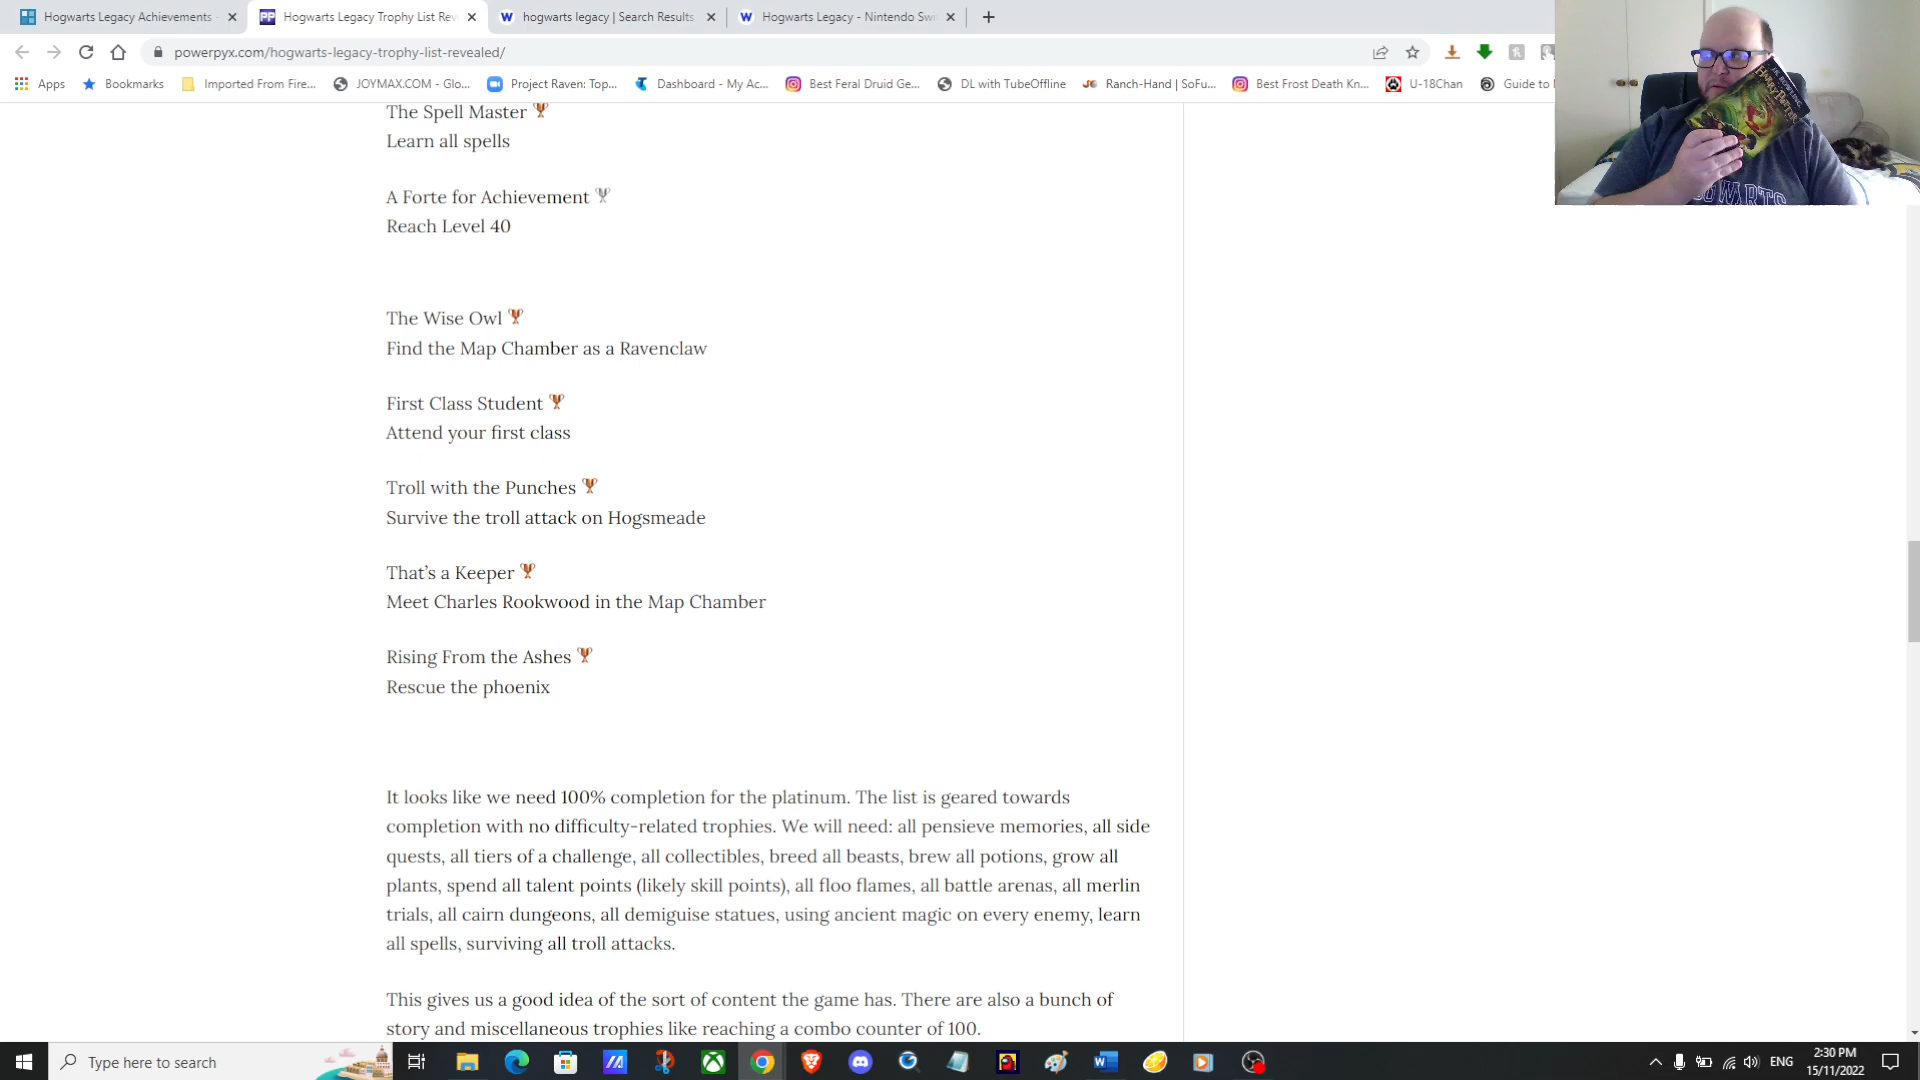 Hogwarts Legacy Achievements
Hogwarts Legacy Trophy List Rev
hogwarts legacy | Search Results
Hogwarts Legacy - Nintendo Swi
powerpyx.com/hogwarts-legacy-trophy-list-revealed/
Apps
Bookmarks
Imported From Fire...
JOYMAX.COM - Glo...
Project Raven: Top...
Dashboard - My Ac...
Best Feral Druid Ge...
DL with TubeOffline
Ranch-Hand | SoFu...
Best Frost Death Kn...
U-18Chan
Guide to
HARRY POTTER
HOGWARTS
The Spell Master
Learn all spells
A Forte for Achievement
Reach Level 40
The Wise Owl
Find the Map Chamber as a Ravenclaw
First Class Student
Attend your first class
Troll with the Punches
Survive the troll attack on Hogsmeade
That's a Keeper
Meet Charles Rookwood in the Map Chamber
Rising From the Ashes
Rescue the phoenix
It looks like we need 100% completion for the platinum. The list is geared towards
completion with no difficulty-related trophies. We will need: all pensieve memories, all side
quests, all tiers of a challenge, all collectibles, breed all beasts, brew all potions, grow all
plants, spend all talent points (likely skill points), all floo flames, all battle arenas, all merlin
trials, all cairn dungeons, all demiguise statues, using ancient magic on every enemy, learn
all spells, surviving all troll attacks.
This gives us a good idea of the sort of content the game has. There are also a bunch of
story and miscellaneous trophies like reaching a combo counter of 100.
Type here to search
ENG
2:30 PM
15/11/2022